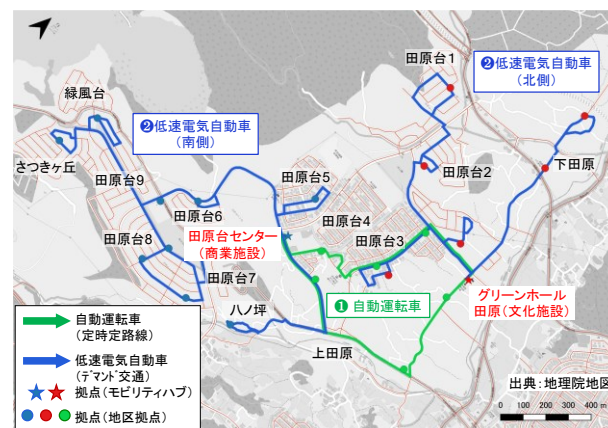 田原台1
❷低速電気自動車
(北側)
緑風台
❷低速電気自動車
(南側)
さつきヶ丘
下田原
田原台9
田原台5
田原台2
田原台6
田原台4
田原台センター
(商業施設)
田原台3
田原台8
田原台7
❶自動運転車
グリーンホール
田原(文化施設)
八ノ坪
上田原
自動運転車
(定時定路線)
低速電気自動車
(デマンド交通)
拠点(モビリティハブ)
拠点(地区拠点)
出典:地理院地図
0 100 200 300 400 m